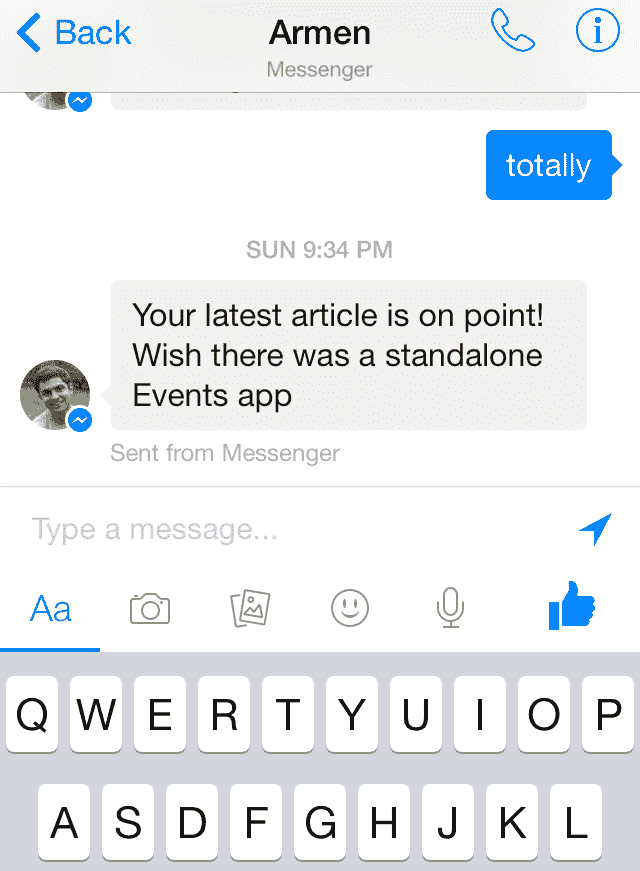 Back
Armen
Messenger
totally
SUN 9:34 PM
Your latest article is on point!
Wish there was a standalone
Events app
Sent from Messenger
Type a message...
Aa
Q W E R T Y U I O P
A S D F G H J K L